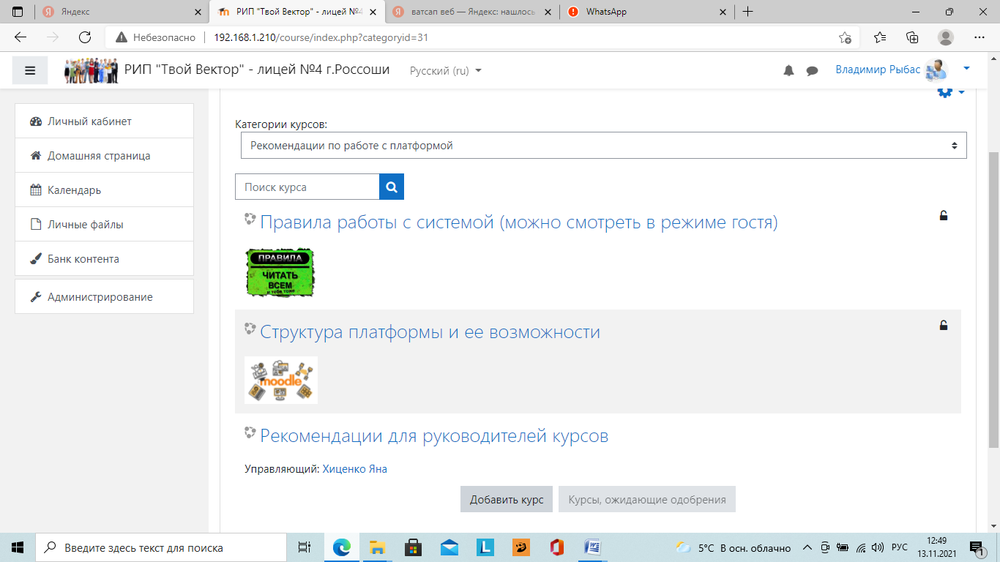 Яндекс
РИП "Твой Вектор" - лицей №4
ватсап веб — Яндекс: нашлось
WhatsApp
Небезопасно
192.168.1.210/course/index.php?categoryid=31
РИП "Твой Вектор" - лицей №4 г.Россоши
Русский (ru)
Владимир Рыбас
Личный кабинет
Домашняя страница
Календарь
Личные файлы
Банк контента
Администрирование
Категории курсов:
Рекомендации по работе с платформой
Поиск курса
Правила работы с системой (можно смотреть в режиме гостя)
ПРАВИЛА
ЧИТАТЬ
ВСЕМ
и тебе тоже
Структура платформы и ее возможности
moodle
Рекомендации для руководителей курсов
Управляющий: Хиценко Яна
Добавить курс
Курсы, ожидающие одобрения
Введите здесь текст для поиска
L
W
5°C В осн. облачно
РУС
12:49
13.11.2021
1